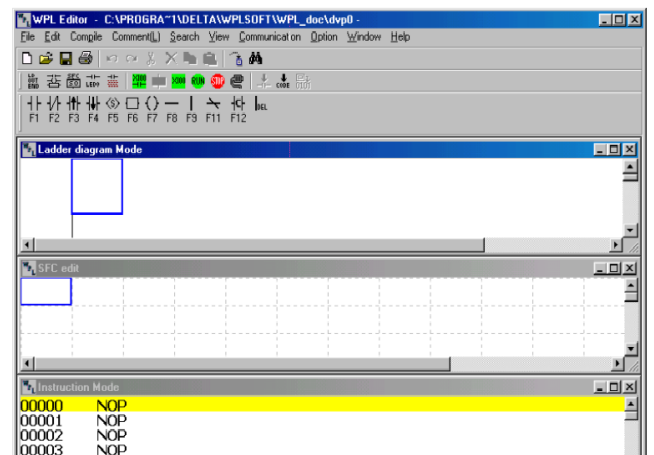 WPL Editor - C:\PROGRA~1\DELTA\WPLSOFT\WPL_doc\dvp0 -
File Edit Compile Comment(L) Search View Communication Option Window Help
CODE
F1 F2 F3 F4 F5 F6 F7 F8 F9 F11 F12 DEL
Ladder diagram Mode
SFC edit
Instruction Mode
00000 NOP
00001 NOP
00002 NOP
00003 NOP